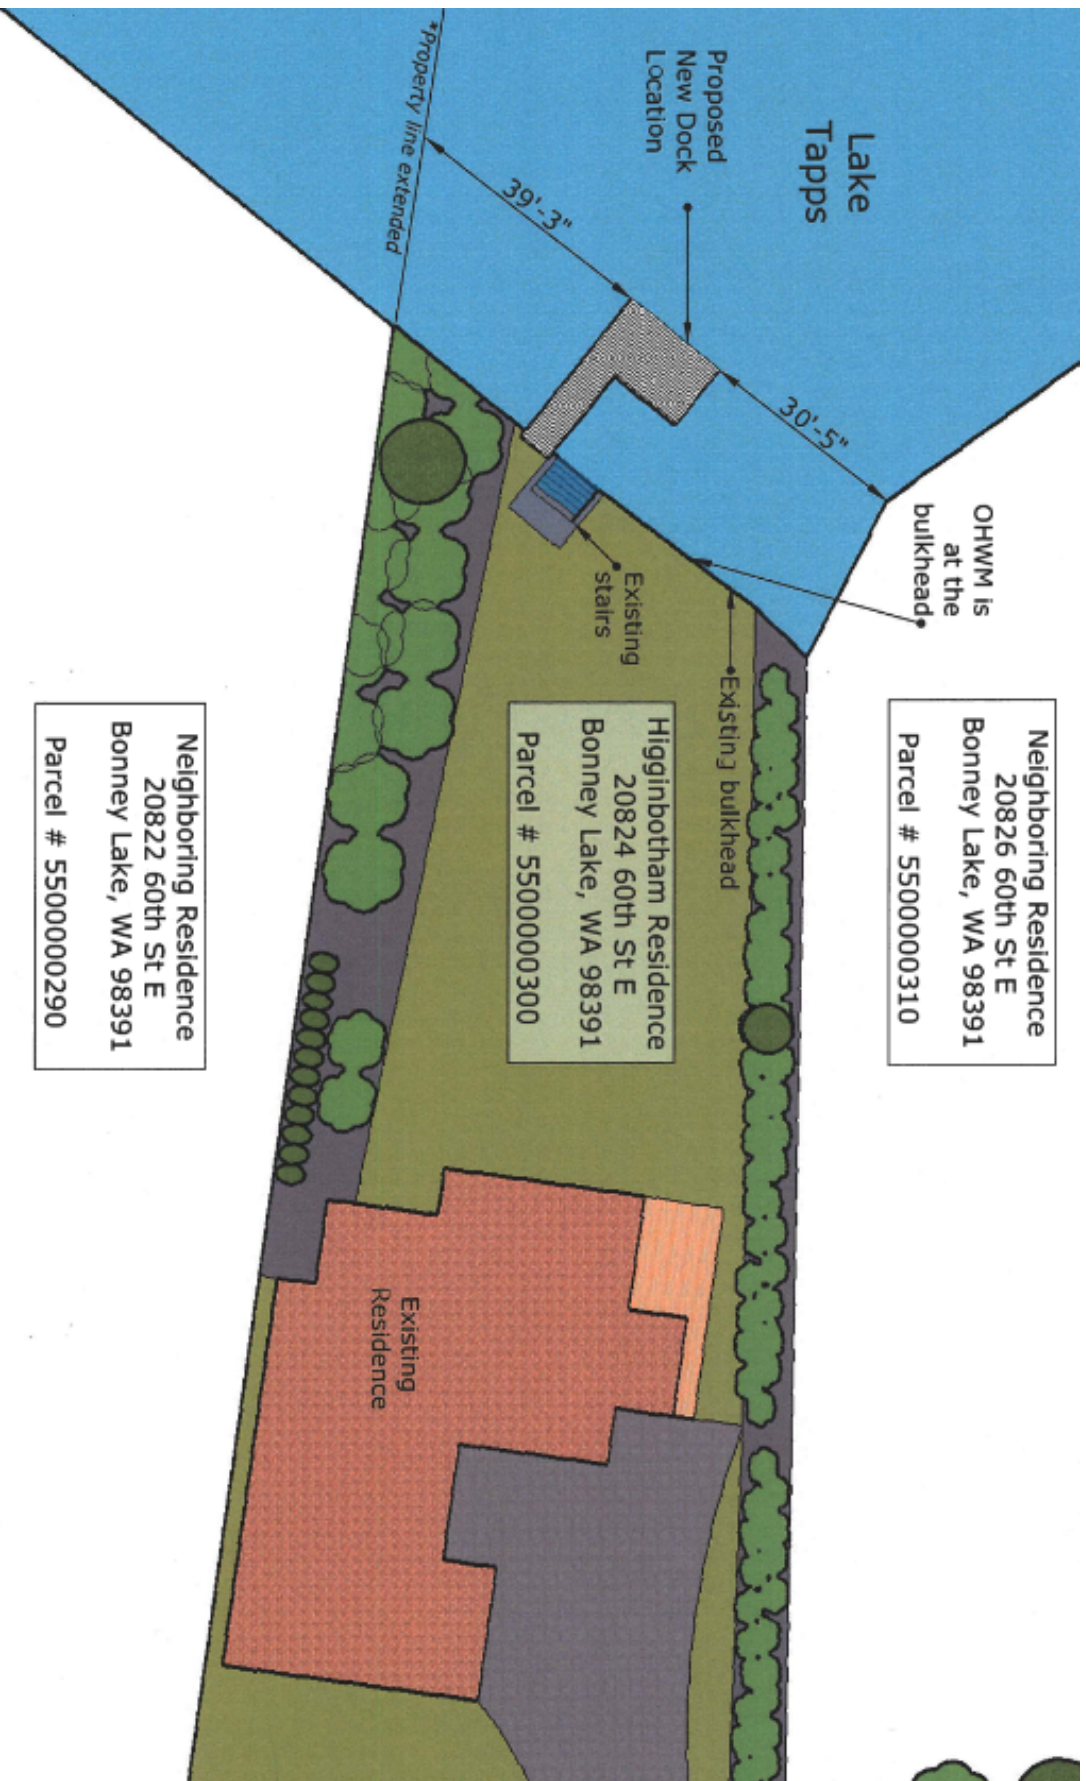 Lake
Tapps
Proposed
New Dock
Location
*Property line extended
39'-3"
30'-5"
OHWM is
at the
bulkhead
Existing
stairs
Existing bulkhead
Neighboring Residence
20826 60th St E
Bonney Lake, WA 98391
Parcel # 5500000310
Higginbotham Residence
20824 60th St E
Bonney Lake, WA 98391
Parcel # 5500000300
Neighboring Residence
20822 60th St E
Bonney Lake, WA 98391
Parcel # 5500000290
Existing
Residence